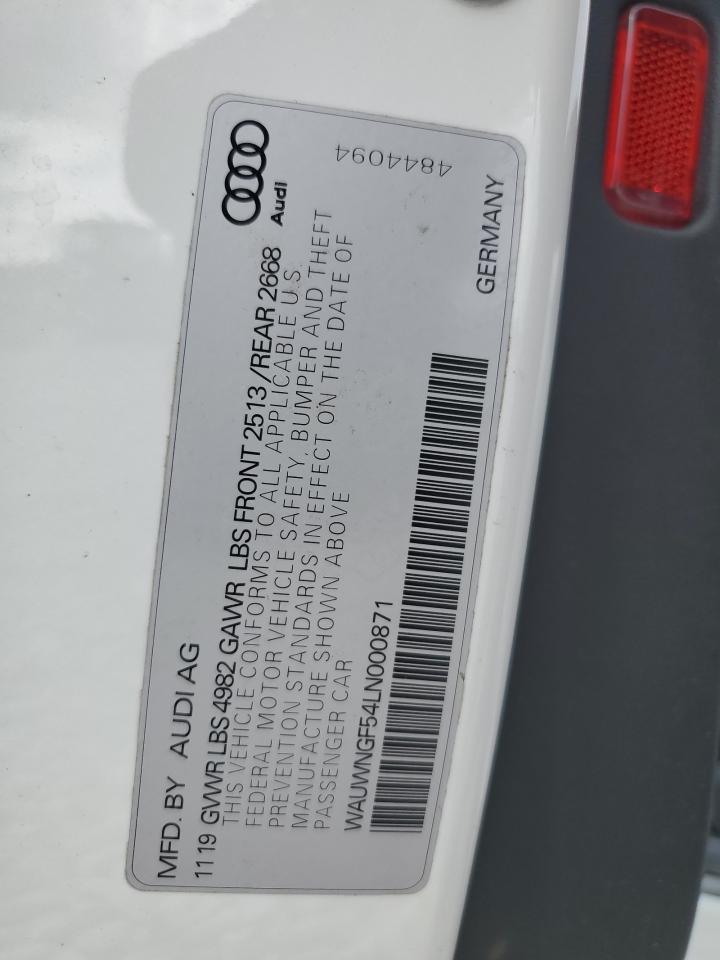 MFD. BY AUDI AG
1119 GVWR LBS 4982 GAWR LBS FRONT 2513 /REAR 2668
THIS VEHICLE CONFORMS TO ALL APPLICABLE U.S.
FEDERAL MOTOR VEHICLE SAFETY, BUMPER AND THEFT
PREVENTION STANDARDS IN EFFECT ON THE DATE OF
MANUFACTURE SHOWN ABOVE
PASSENGER CAR
WAUWNGF54LN000871
Audi
4844094
GERMANY